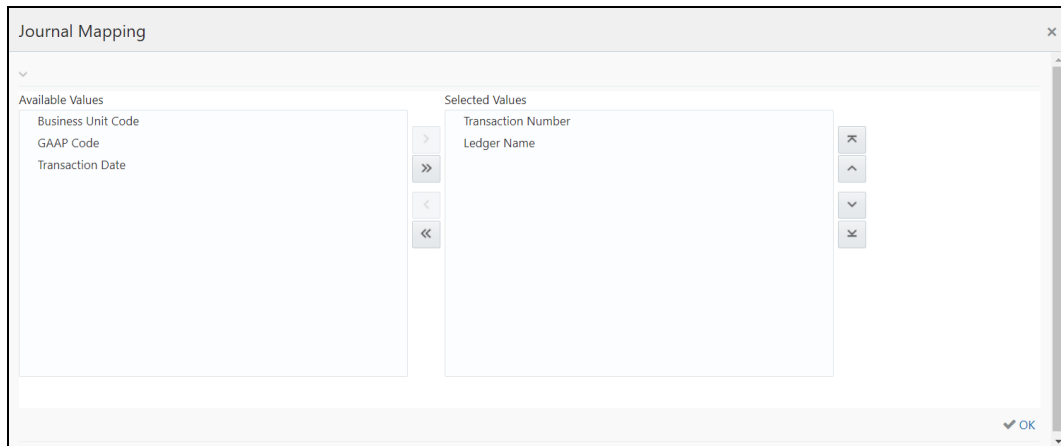 Journal Mapping
Available Values
Business Unit Code
GAAP Code
Transaction Date
Selected Values
Transaction Number
Ledger Name
OK